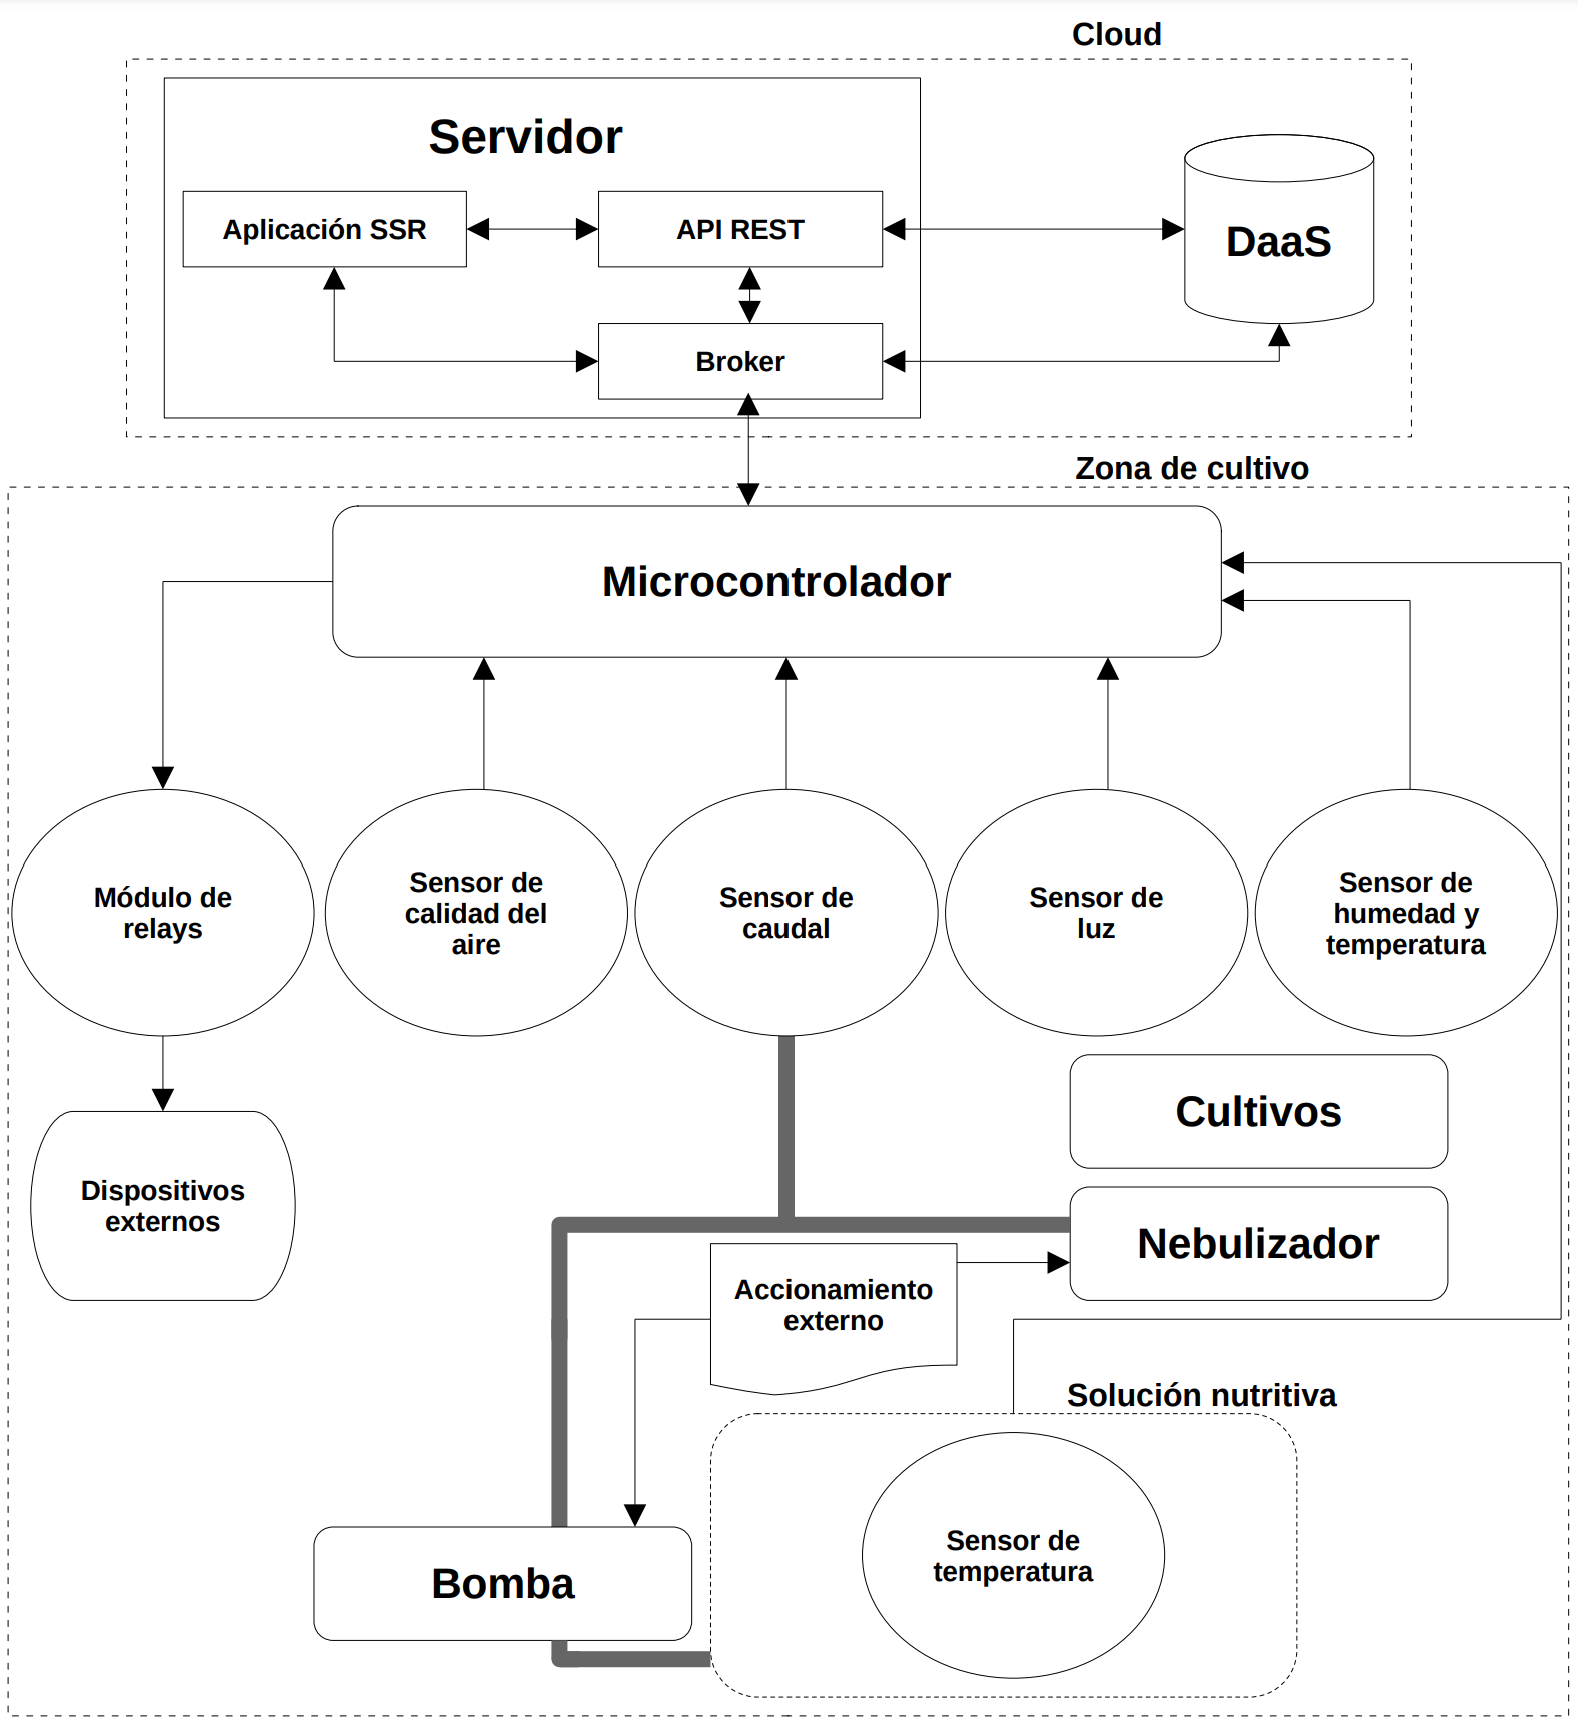 Cloud
Servidor
Aplicación SSR
API REST
DaaS
Broker
Zona de cultivo
Microcontrolador
Módulo de
relays
Sensor de
calidad del
aire
Sensor de
caudal
Sensor de
luz
Sensor de
humedad y
temperatura
Cultivos
Dispositivos
externos
Nebulizador
Accionamiento
externo
Solución nutritiva
Sensor de
temperatura
Bomba